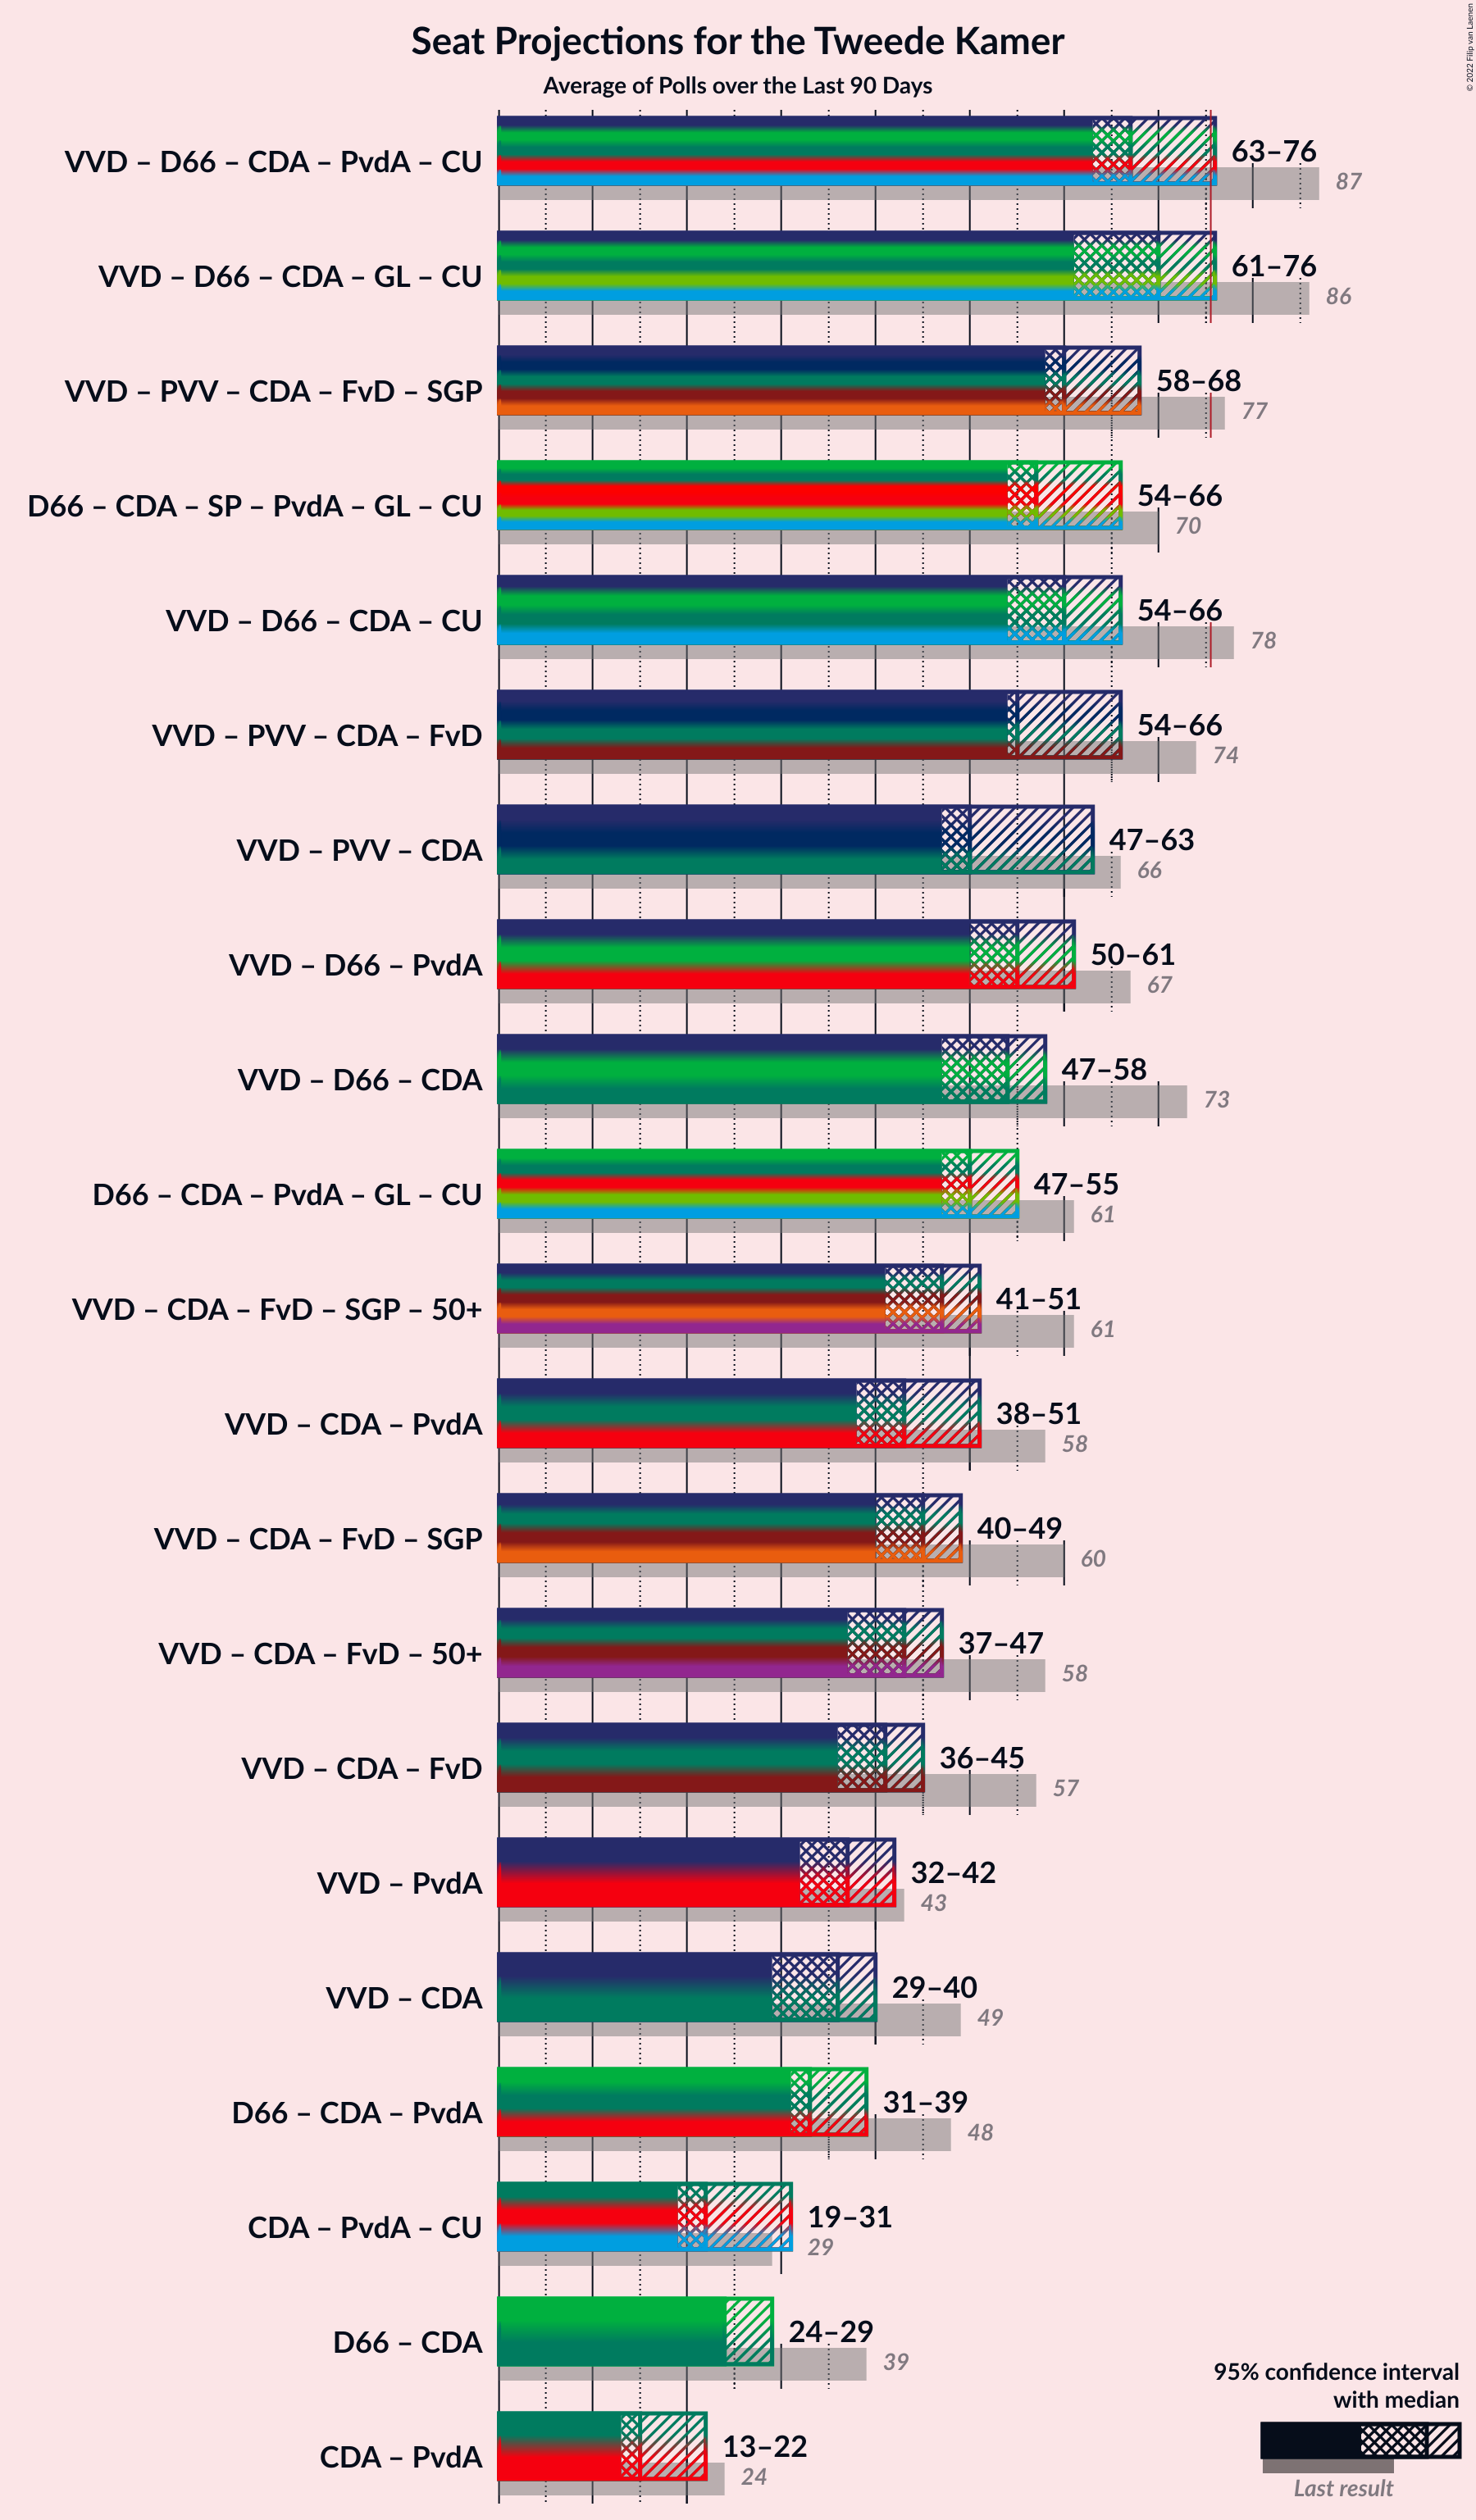 © 2022 Filip van Laenen
Seat Projections for the Tweede Kamer
Average of Polls over the Last 90 Days
VVD – D66 – CDA – PvdA – CU
63–76
87
VVD – D66 – CDA – GL – CU
61–76
86
VVD – PVV – CDA – FvD – SGP
58–68
77
D66 – CDA – SP – PvdA – GL – CU
54–66
70
VVD – D66 – CDA – CU
54–66
78
VVD – PVV – CDA – FvD
54–66
74
VVD – PVV – CDA
47–63
66
VVD – D66 – PvdA
50–61
67
VVD – D66 – CDA
47–58
73
D66 – CDA – PvdA – GL – CU
47–55
61
VVD – CDA – FvD – SGP – 50+
41–51
61
VVD – CDA – PvdA
38–51
58
VVD – CDA – FvD – SGP
40–49
60
VVD – CDA – FvD – 50+
37–47
58
VVD – CDA – FvD
36–45
57
VVD – PvdA
32–42
43
VVD – CDA
29–40
49
D66 – CDA – PvdA
31–39
48
CDA – PvdA – CU
19–31
29
D66 – CDA
24–29
39
CDA – PvdA
13–22
24
95% confidence interval
with median
Last result